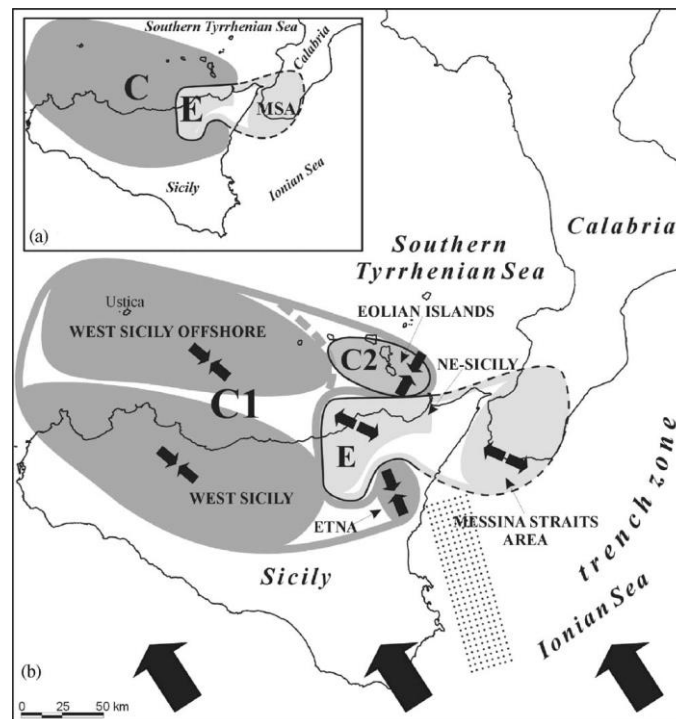 Southern Tyrrhenian Sea
Calabria
C
E
MSA
Sicily
Ionian Sea
(a)
Calabria
Southern
Tyrrhenian Sea
Ustica
EOLIAN ISLANDS
WEST SICILY OFFSHORE
C2
NE-SICILY
C1
E
WEST SICILY
ETNA
MESSINA STRAITS
AREA
Sicily
trench zone
Ionian Sea
(b)
0 25 50 km